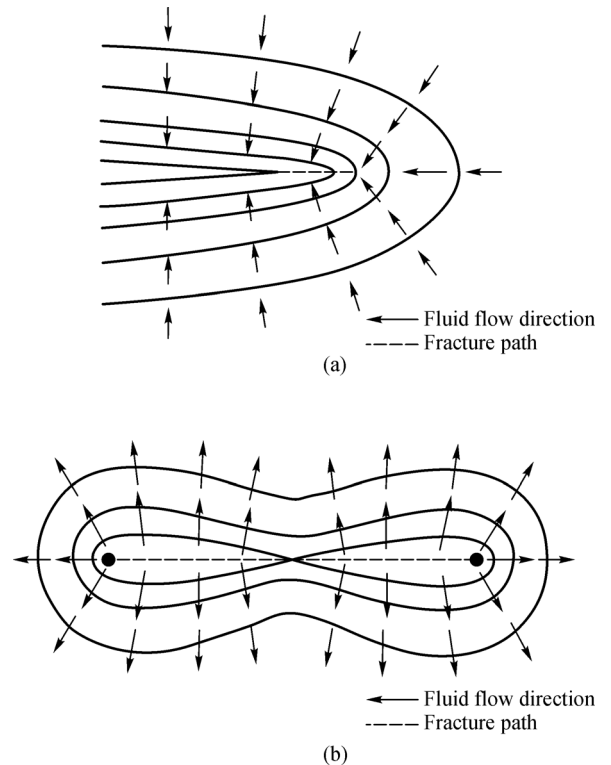 Fluid flow direction
Fracture path
(a)
Fluid flow direction
Fracture path
(b)